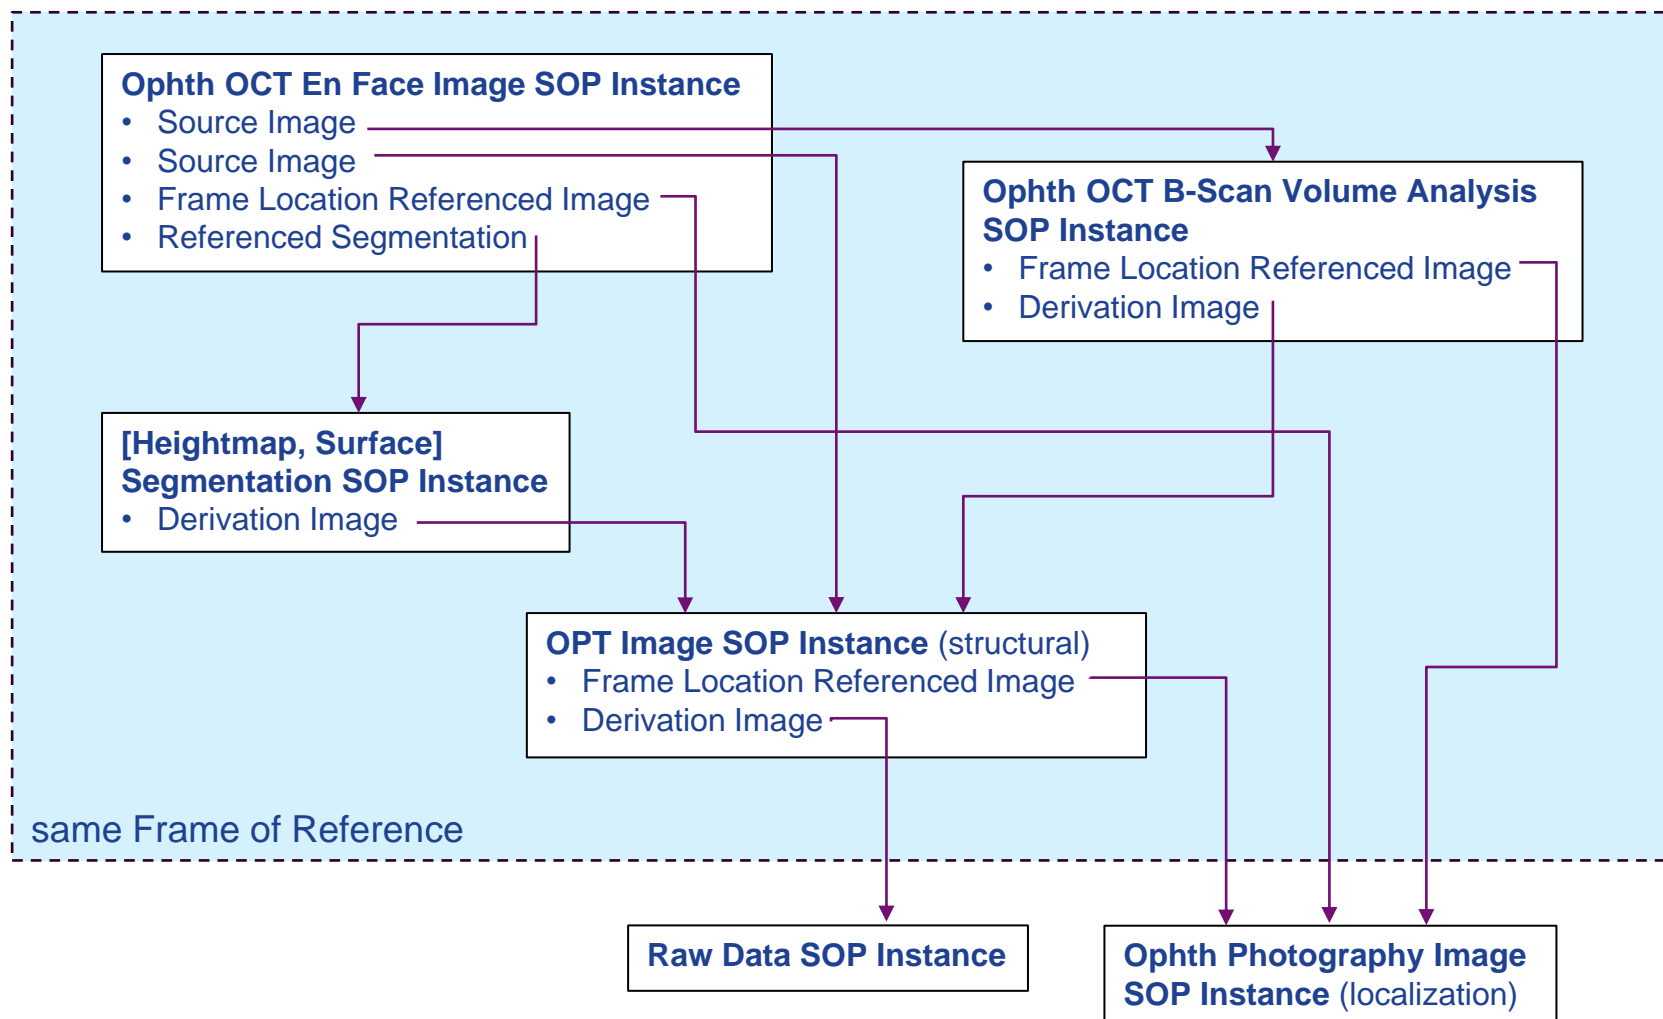 Ophth OCT En Face Image SOP Instance
• Source Image
• Source Image
• Frame Location Referenced Image
• Referenced Segmentation
Ophth OCT B-Scan Volume Analysis
SOP Instance
• Frame Location Referenced Image
• Derivation Image
[Heightmap, Surface]
Segmentation SOP Instance
• Derivation Image
OPT Image SOP Instance (structural)
• Frame Location Referenced Image
• Derivation Image
same Frame of Reference
Raw Data SOP Instance
Ophth Photography Image
SOP Instance (localization)